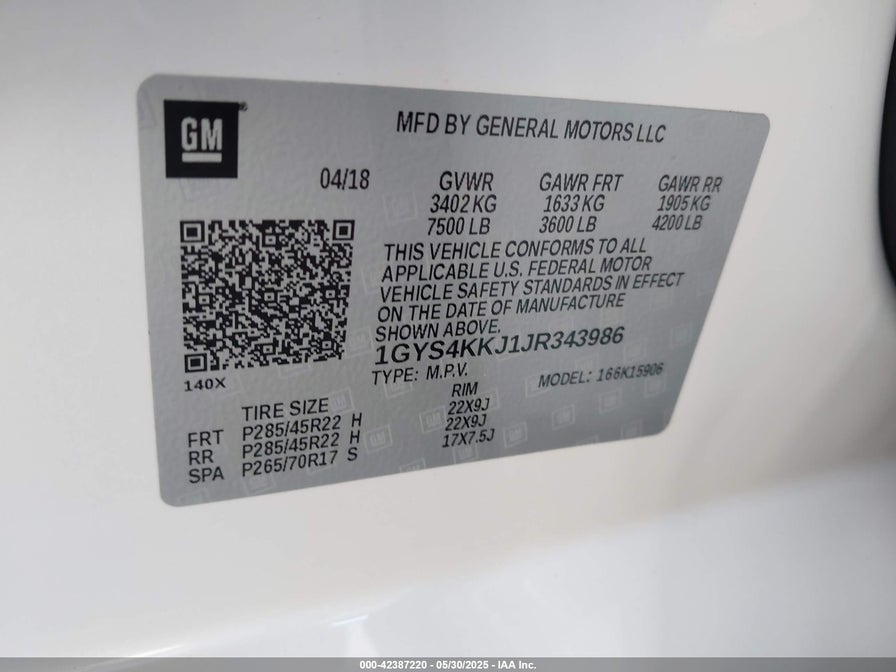 GM
MFD BY GENERAL MOTORS LLC
04/18 GVWR GAWR FRT GAWR RR
3402 KG 1633 KG 1905 KG
7500 LB 3600 LB 4200 LB
THIS VEHICLE CONFORMS TO ALL
APPLICABLE U.S. FEDERAL MOTOR
VEHICLE SAFETY STANDARDS IN EFFECT
ON THE DATE OF MANUFACTURE
SHOWN ABOVE.
1GYS4KKJ1JR343986
140X TYPE: M.P.V. MODEL: 166K15906
TIRE SIZE RIM
FRT P285/45R22 H 22X9J
RR P285/45R22 H 22X9J
SPA P265/70R17 S 17X7.5J
000-42387220 - 05/30/2025 - IAA Inc.